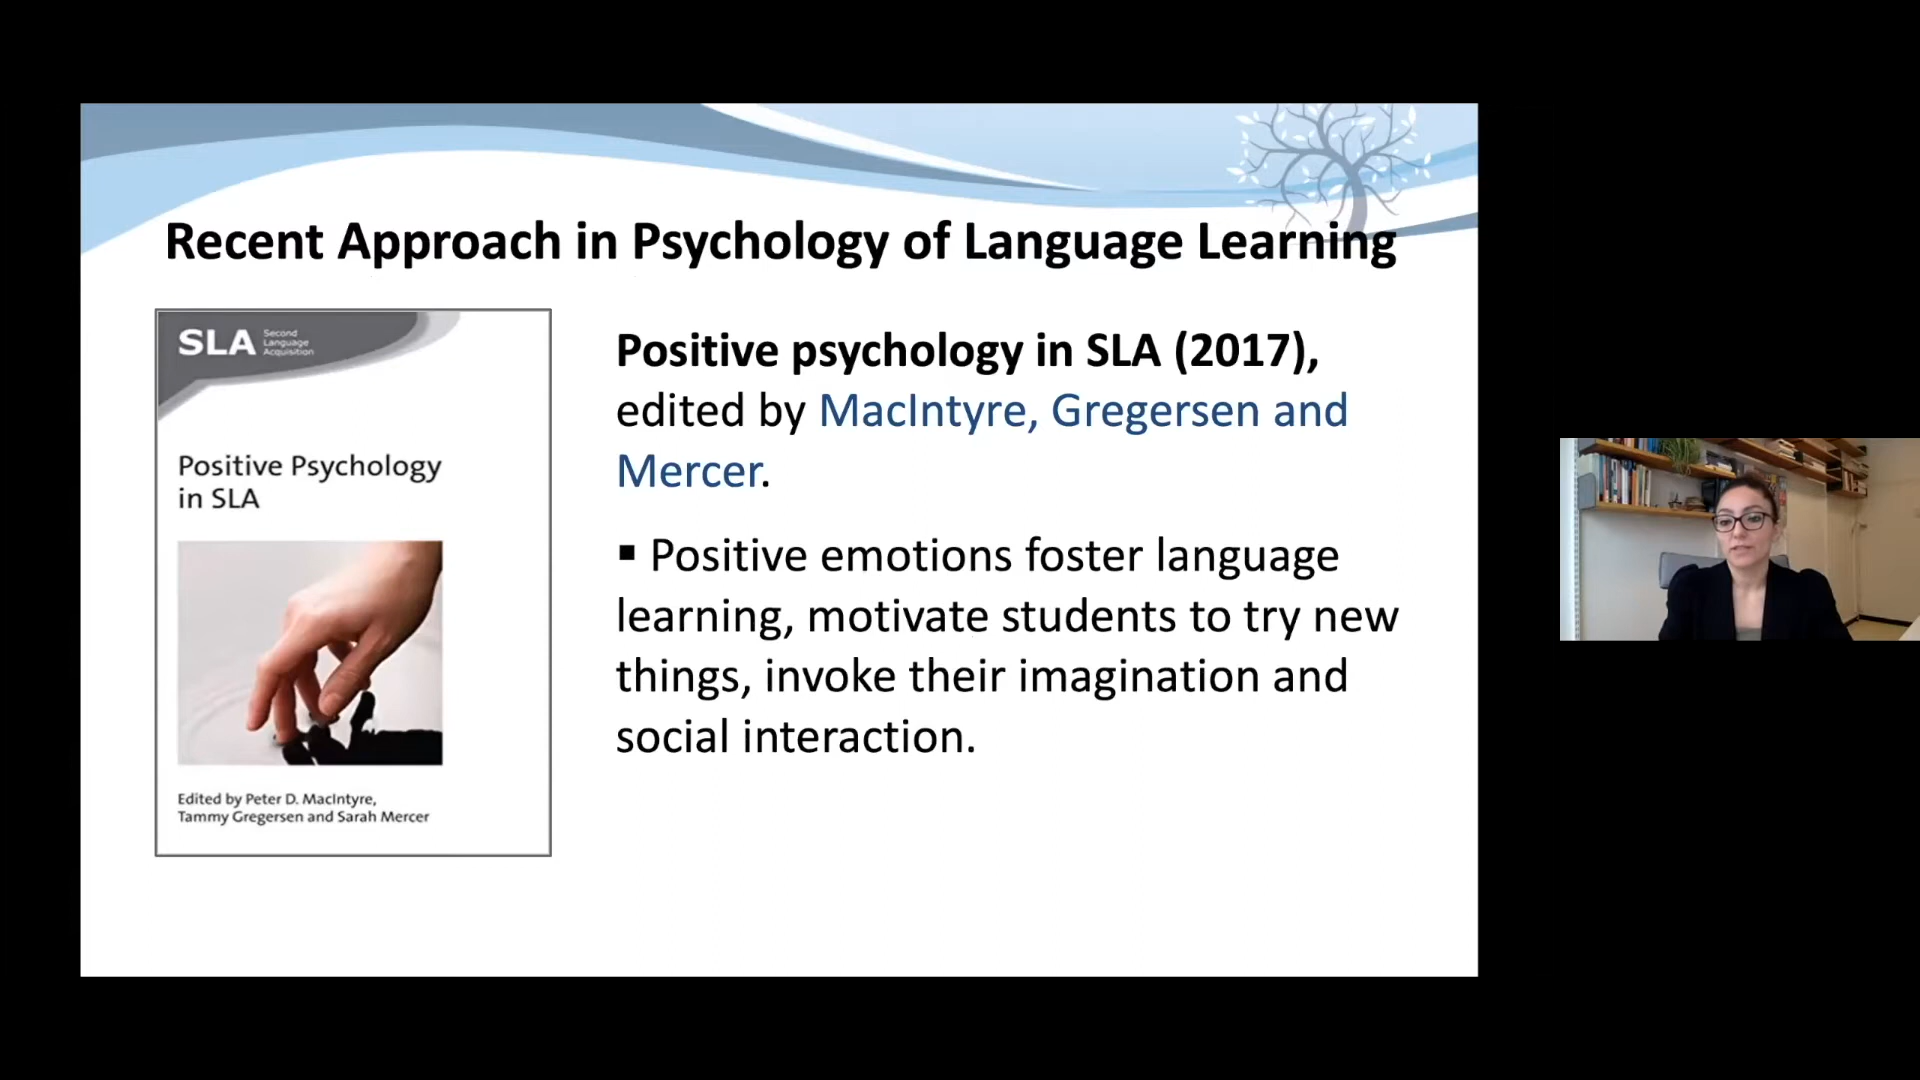 Recent Approach in Psychology of Language Learning
SLA
Second
Language
Acquisition
Positive Psychology
in SLA
Edited by Peter D. MacIntyre,
Tammy Gregersen and Sarah Mercer
Positive psychology in SLA (2017),
edited by MacIntyre, Gregersen and
Mercer.
▪ Positive emotions foster language
learning, motivate students to try new
things, invoke their imagination and
social interaction.